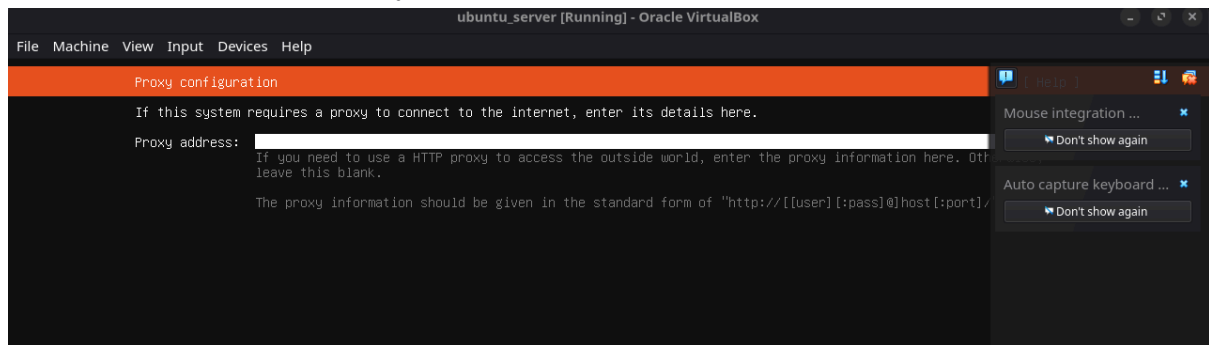 ubuntu_server [Running] - Oracle VirtualBox
File Machine View Input Devices Help
Proxy configuration
[ Help ]
If this system requires a proxy to connect to the internet, enter its details here.
Proxy address:
If you need to use a HTTP proxy to access the outside world, enter the proxy information here.
leave this blank.
The proxy information should be given in the standard form of "http://[[user][:pass]@]host[:port]/
Mouse integration ...
Don't show again
Auto capture keyboard ...
Don't show again